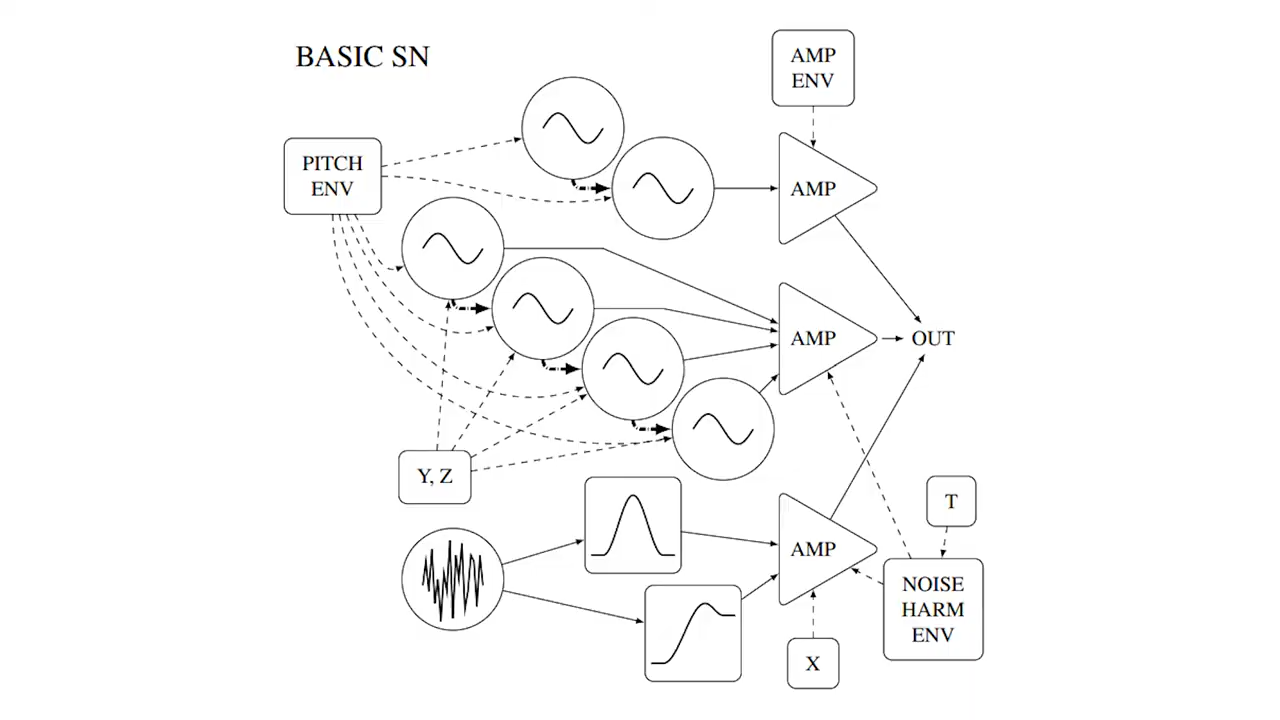 BASIC SN
AMP
ENV
PITCH
ENV
AMP
AMP
OUT
Y, Z
T
AMP
NOISE
HARM
ENV
X